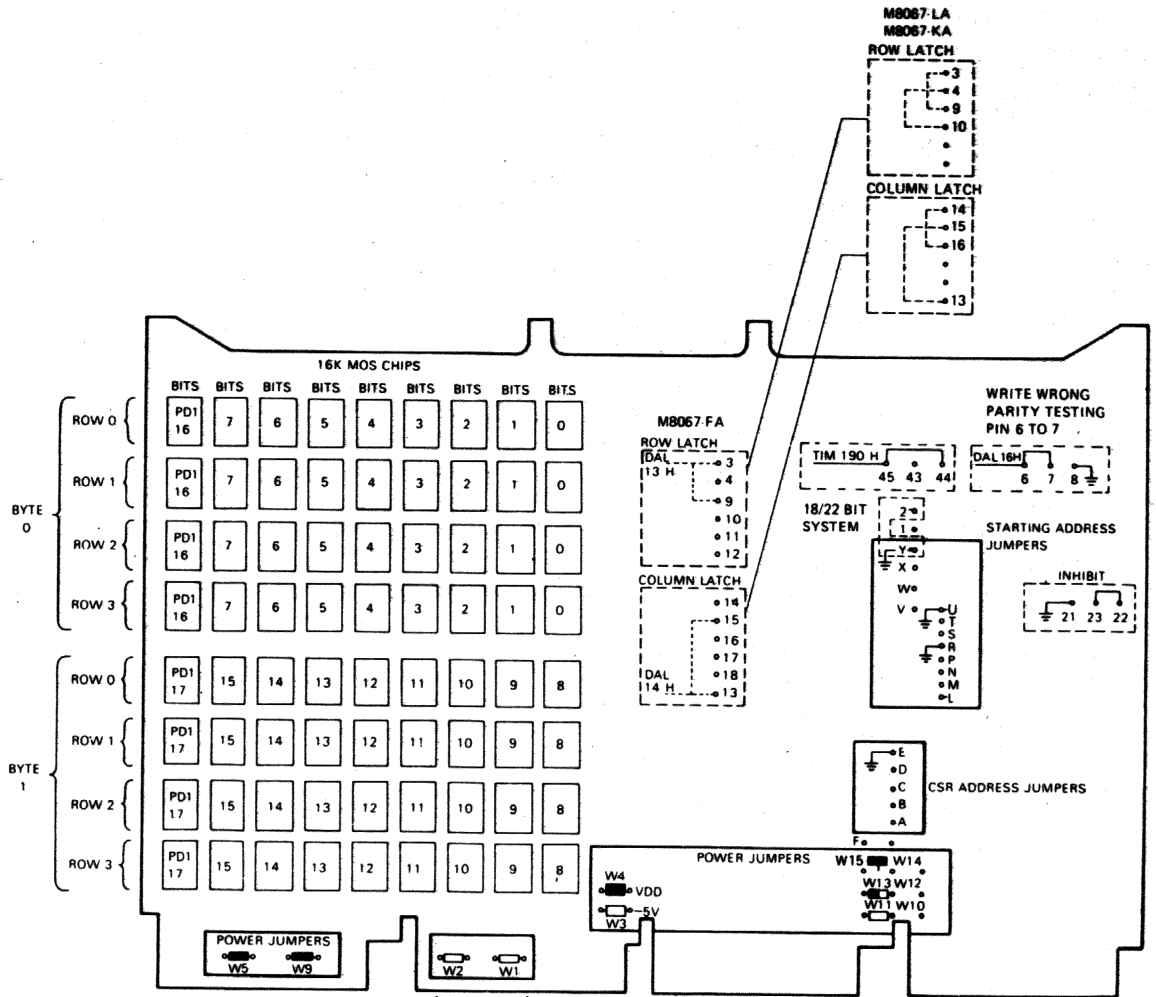 M8067-LA
M8067-KA
ROW LATCH
3
4
9
10
COLUMN LATCH
14
15
16
13
16K MOS CHIPS
BITS BITS BITS BITS BITS BITS BITS BITS BITS
BYTE
0
ROW 0 PD1 16 7 6 5 4 3 2 1 0
ROW 1 PD1 16 7 6 5 4 3 2 1 0
ROW 2 PD1 16 7 6 5 4 3 2 1 0
ROW 3 PD1 16 7 6 5 4 3 2 1 0
BYTE
1
ROW 0 PD1 17 15 14 13 12 11 10 9 8
ROW 1 PD1 17 15 14 13 12 11 10 9 8
ROW 2 PD1 17 15 14 13 12 11 10 9 8
ROW 3 PD1 17 15 14 13 12 11 10 9 8
M8067-FA
ROW LATCH
DAL
13 H
3
4
9
10
11
12
COLUMN LATCH
14
15
16
17
18
DAL
14 H
13
WRITE WRONG
PARITY TESTING
PIN 6 TO 7
TIM 190 H
45 43 44
DAL 16H
6 7 8
18/22 BIT
SYSTEM
2
1
Y
X
W
V
U
T
S
R
P
N
M
L
STARTING ADDRESS
JUMPERS
INHIBIT
21 23 22
E
D
C
B
A
CSR ADDRESS JUMPERS
F
POWER JUMPERS
W15 W14
W13 W12
W11 W10
W4
VDD
-5V
W3
POWER JUMPERS
W5 W9
W2 W1